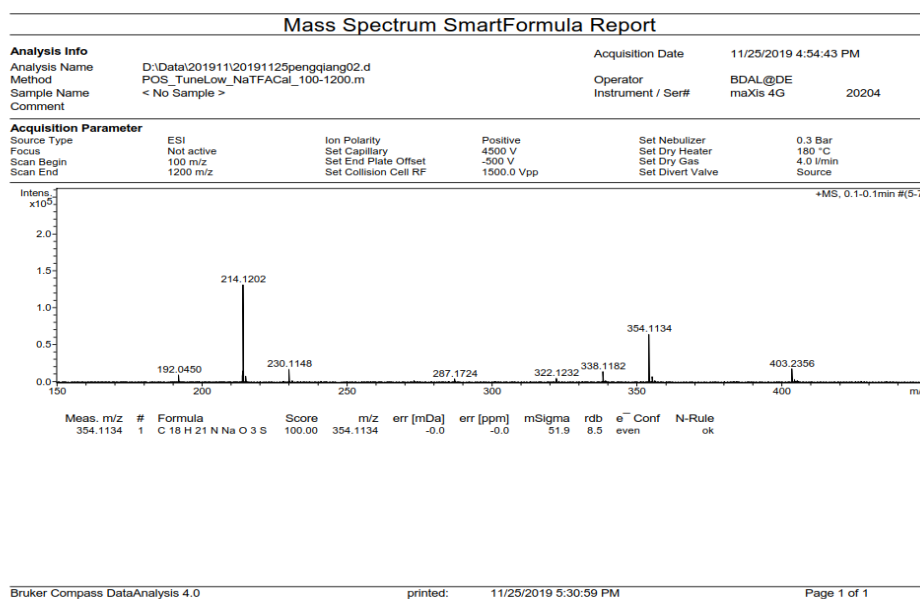 Mass Spectrum SmartFormula Report
Analysis Info
Acquisition Date 11/25/2019 4:54:43 PM
Analysis Name D:\Data\201911\20191125pengqiang02.d
Method POS_TuneLow_NaTFACal_100-1200.m
Operator BDAL@DE
Sample Name < No Sample >
Instrument / Ser# maXis 4G 20204
Comment
Acquisition Parameter
Source Type ESI Ion Polarity Positive Set Nebulizer 0.3 Bar
Focus Not active Set Capillary 4500 V Set Dry Heater 180 °C
Scan Begin 100 m/z Set End Plate Offset -500 V Set Dry Gas 4.0 l/min
Scan End 1200 m/z Set Collision Cell RF 1500.0 Vpp Set Divert Valve Source
Intens.
x10⁵
+MS, 0.1-0.1min #(5-7
2.0
1.5
214.1202
1.0
354.1134
0.5
192.0450 230.1148 287.1724 322.1232 338.1182 403.2356
0.0
150 200 250 300 350 400 m/
Meas. m/z # Formula Score m/z err [mDa] err [ppm] mSigma rdb e⁻ Conf N-Rule
354.1134 1 C 18 H 21 N Na O 3 S 100.00 354.1134 -0.0 -0.0 51.9 8.5 even ok
Bruker Compass DataAnalysis 4.0 printed: 11/25/2019 5:30:59 PM Page 1 of 1